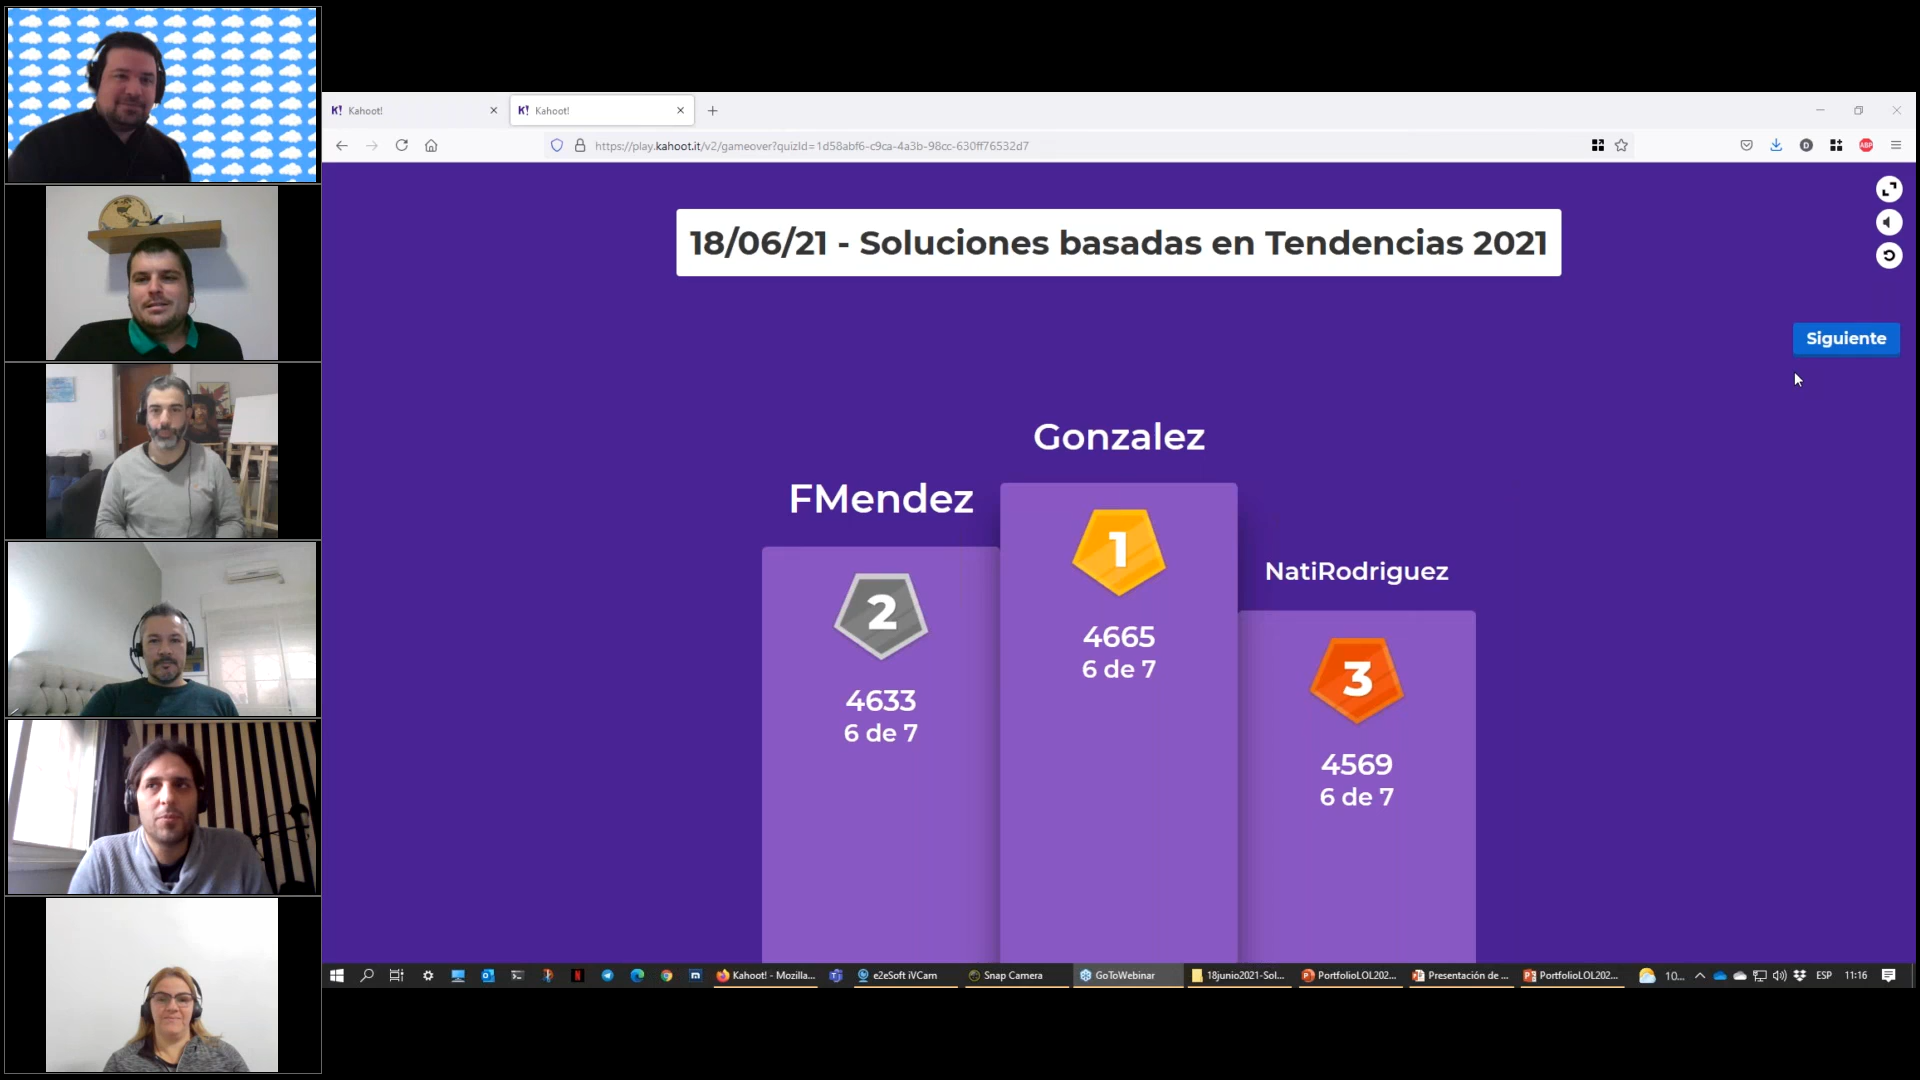 K! Kahoot!
K! Kahoot!
https://play.kahoot.it/v2/gameover?quizId=1d58abf6-c9ca-4a3b-98cc-630ff76532d7
D
ABP
18/06/21 - Soluciones basadas en Tendencias 2021
Siguiente
Gonzalez
FMendez
NatiRodriguez
1
4665
6 de 7
2
4633
6 de 7
3
4569
6 de 7
Kahoot! - Mozilla...
e2eSoft iVCam
Snap Camera
GoToWebinar
18junio2021-Sol...
PortfolioLOL202...
Presentación de ...
PortfolioLOL202...
10...
ESP
11:16